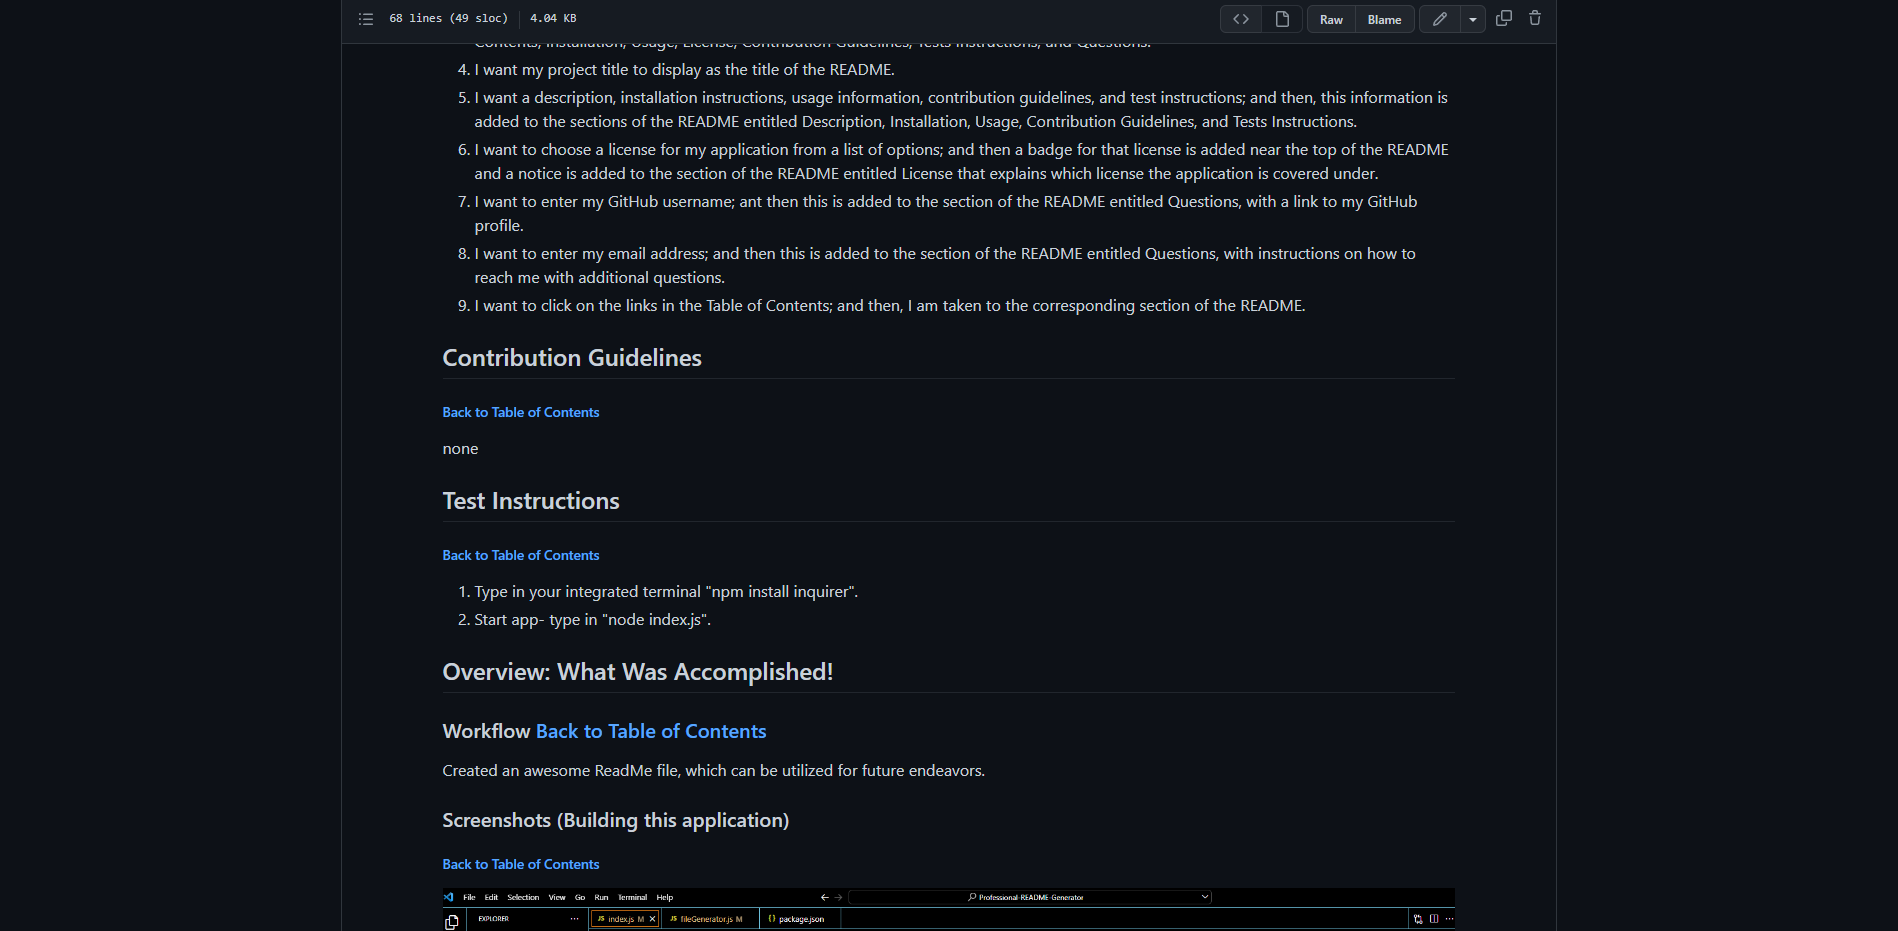 68 lines (49 sloc) 4.04 KB
Raw Blame
Contents, Installation, Usage, License, Contribution Guidelines, Tests Instructions, and Questions.
4. I want my project title to display as the title of the README.
5. I want a description, installation instructions, usage information, contribution guidelines, and test instructions; and then, this information is
added to the sections of the README entitled Description, Installation, Usage, Contribution Guidelines, and Tests Instructions.
6. I want to choose a license for my application from a list of options; and then a badge for that license is added near the top of the README
and a notice is added to the section of the README entitled License that explains which license the application is covered under.
7. I want to enter my GitHub username; ant then this is added to the section of the README entitled Questions, with a link to my GitHub
profile.
8. I want to enter my email address; and then this is added to the section of the README entitled Questions, with instructions on how to
reach me with additional questions.
9. I want to click on the links in the Table of Contents; and then, I am taken to the corresponding section of the README.
Contribution Guidelines
Back to Table of Contents
none
Test Instructions
Back to Table of Contents
1. Type in your integrated terminal "npm install inquirer".
2. Start app- type in "node index.js".
Overview: What Was Accomplished!
Workflow Back to Table of Contents
Created an awesome ReadMe file, which can be utilized for future endeavors.
Screenshots (Building this application)
Back to Table of Contents
File Edit Selection View Go Run Terminal Help Professional-README-Generator
EXPLORER ... JS index.js M JS fileGenerator.js M {} package.json